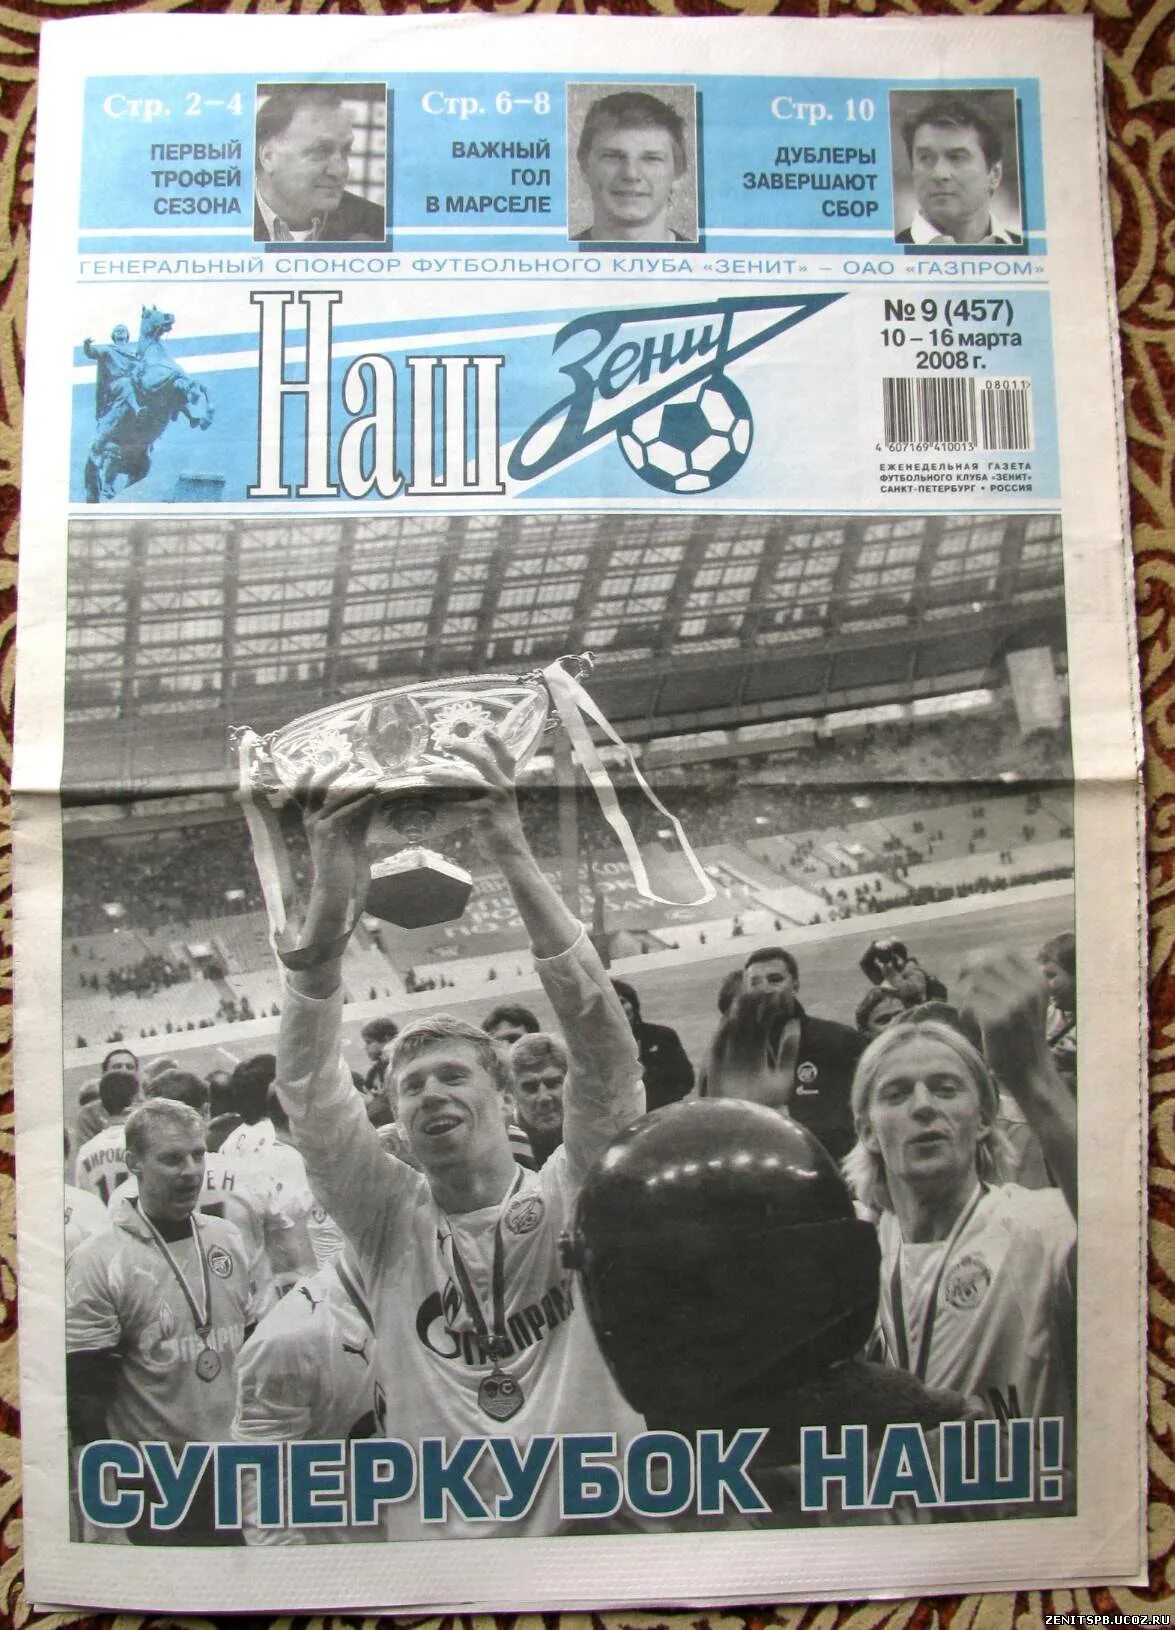 Стр. 2–4
ПЕРВЫЙ
ТРОФЕЙ
СЕЗОНА
Стр. 6–8
ВАЖНЫЙ
ГОЛ
В МАРСЕЛЕ
Стр. 10
ДУБЛЕРЫ
ЗАВЕРШАЮТ
СБОР
ГЕНЕРАЛЬНЫЙ СПОНСОР ФУТБОЛЬНОГО КЛУБА «ЗЕНИТ» – ОАО «ГАЗПРОМ»
Наш Зенит
№ 9 (457)
10 – 16 марта
2008 г.
08011
4 607169 410013
ЕЖЕНЕДЕЛЬНАЯ ГАЗЕТА
ФУТБОЛЬНОГО КЛУБА «ЗЕНИТ»
САНКТ-ПЕТЕРБУРГ • РОССИЯ
СУПЕРКУБОК НАШ!
ZENITSPB.UCOZ.RU